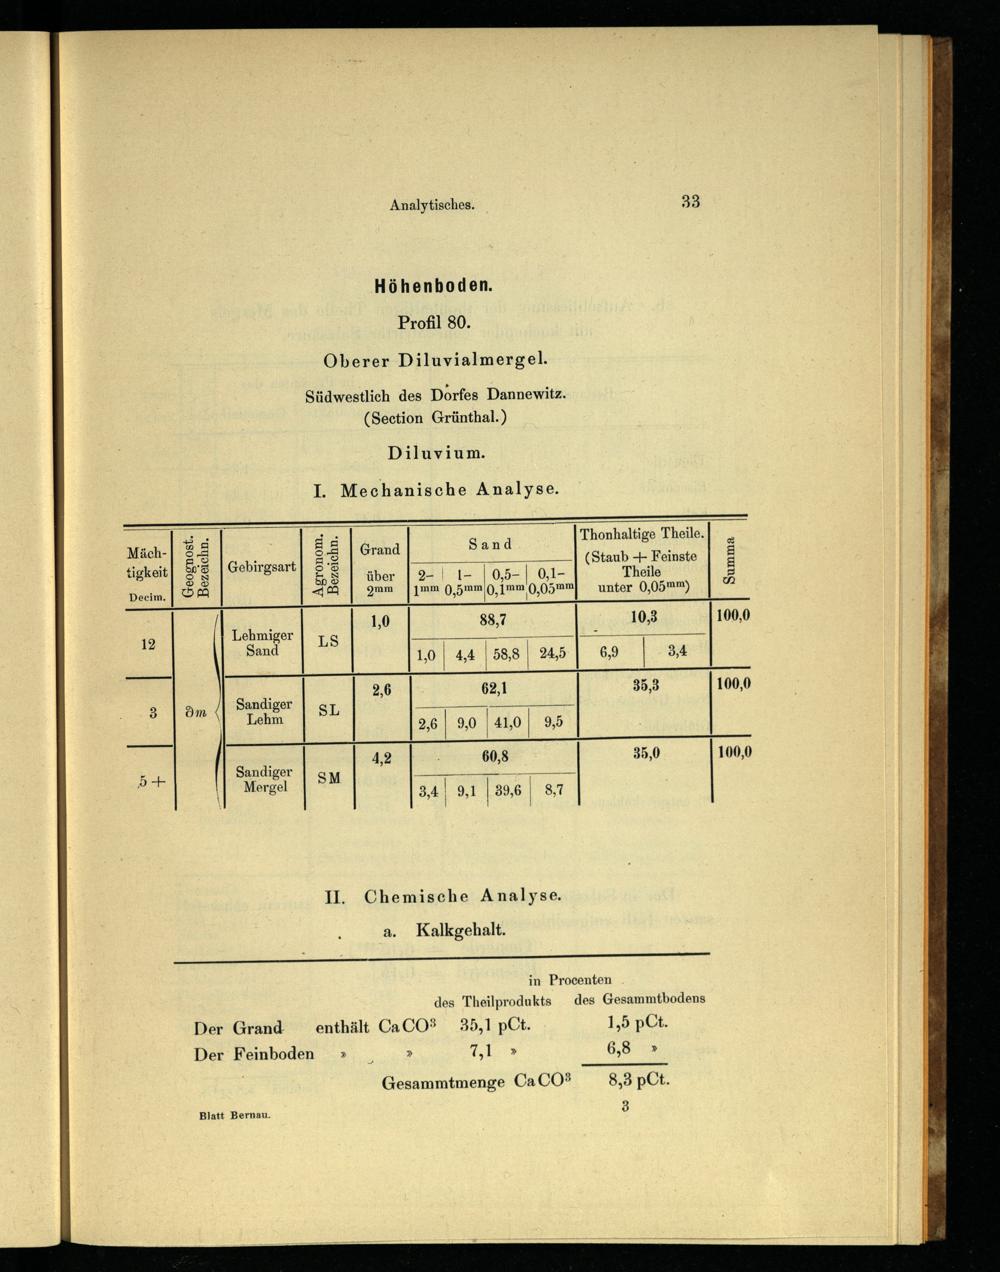 Analytisches. 33
Höhenboden.
Profil 80.
Oberer Diluvialmergel.
Südwestlich des Dorfes Dannewitz.
(Section Grünthal.)
Diluvium.
I. Mechanische Analyse.
Mäch-
tigkeit
Decim.
Geognost.
Bezeichn.
Gebirgsart
Agronom.
Bezeichn.
Grand
über
2mm
Sand
2– 1– 0,5– 0,1–
1mm 0,5mm 0,1mm 0,05mm
Thonhaltige Theile.
(Staub + Feinste
Theile
unter 0,05mm)
Summa
12
Lehmiger
Sand
LS
1,0 88,7 10,3 100,0
1,0 4,4 58,8 24,5 6,9 3,4
3
∂m
Sandiger
Lehm
SL
2,6 62,1 35,3 100,0
2,6 9,0 41,0 9,5
5 +
Sandiger
Mergel
SM
4,2 60,8 35,0 100,0
3,4 9,1 39,6 8,7
II. Chemische Analyse.
a. Kalkgehalt.
in Procenten
des Theilprodukts des Gesammtbodens
Der Grand enthält CaCO³ 35,1 pCt. 1,5 pCt.
Der Feinboden » » 7,1 » 6,8 »
Gesammtmenge CaCO³ 8,3 pCt.
Blatt Bernau. 3